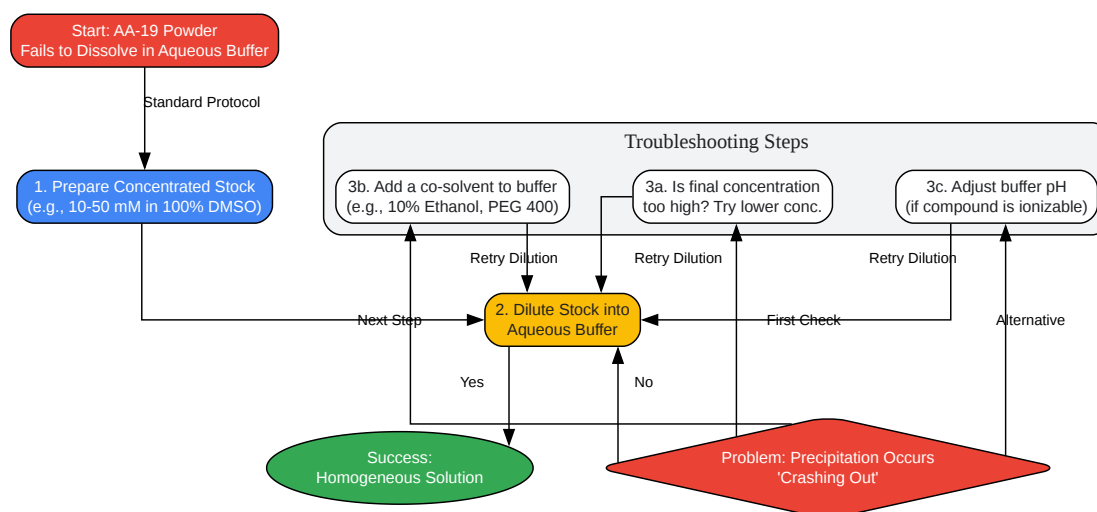 Start: AA-19 Powder
Fails to Dissolve in Aqueous Buffer
Standard Protocol
Troubleshooting Steps
1. Prepare Concentrated Stock
(e.g., 10-50 mM in 100% DMSO)
3b. Add a co-solvent to buffer
(e.g., 10% Ethanol, PEG 400)
3a. Is final concentration
too high? Try lower conc.
3c. Adjust buffer pH
(if compound is ionizable)
Retry Dilution
Retry Dilution
Retry Dilution
Next Step
2. Dilute Stock into
Aqueous Buffer
First Check
Alternative
Yes
No
Success:
Homogeneous Solution
Problem: Precipitation Occurs
'Crashing Out'